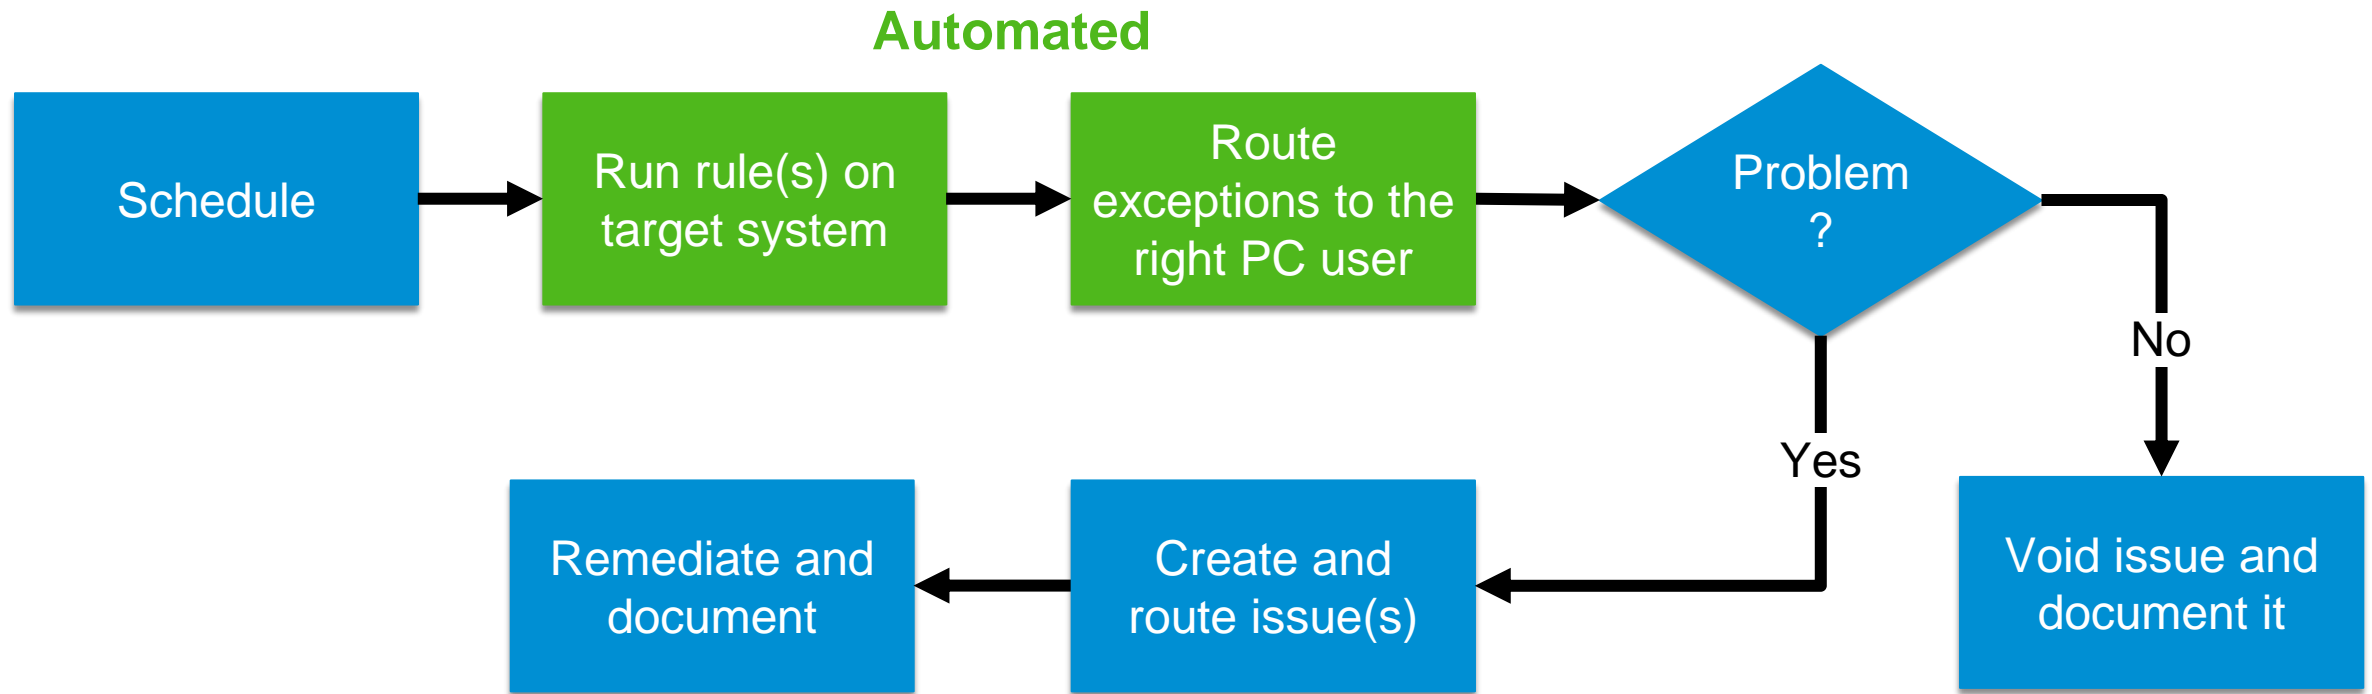 Automated
Schedule
Run rule(s) on
target system
Route
exceptions to the
right PC user
Problem
?
No
Yes
Remediate and
document
Create and
route issue(s)
Void issue and
document it